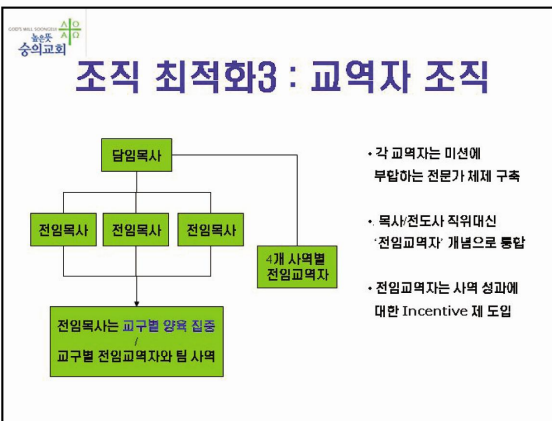 GOD'S WILL SOONGEUI
높은뜻
숭의교회
조직 최적화3 : 교역자 조직
담임목사
전임목사 전임목사 전임목사
4개 사역별
전임교역자
전임목사는 교구별 양육 집중
/
교구별 전임교역자와 팀 사역
• 각 교역자는 미션에
부합하는 전문가 체제 구축
• 목사/전도사 직위대신
'전임교역자' 개념으로 통합
• 전임교역자는 사역 성과에
대한 Incentive 제 도입